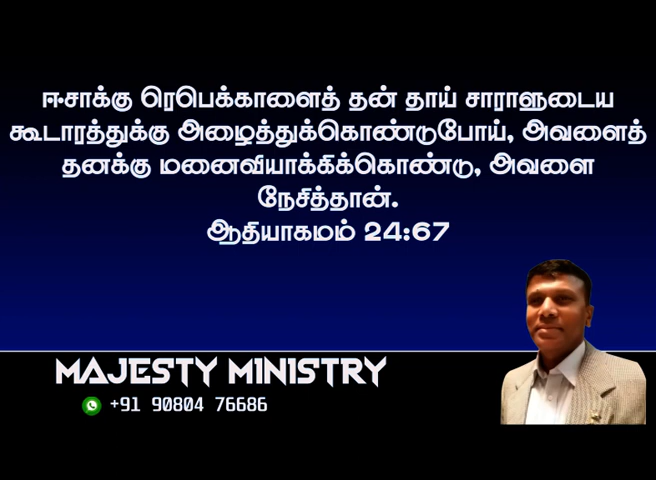 ஈசாக்கு ரெபெக்காளைத் தன் தாய் சாராளுடைய
கூடாரத்துக்கு அழைத்துக்கொண்டுபோய், அவளைத்
தனக்கு மனைவியாக்கிக்கொண்டு, அவளை
நேசித்தான்.
ஆதியாகமம் 24:67
MAJESTY MINISTRY
+91 90804 76686